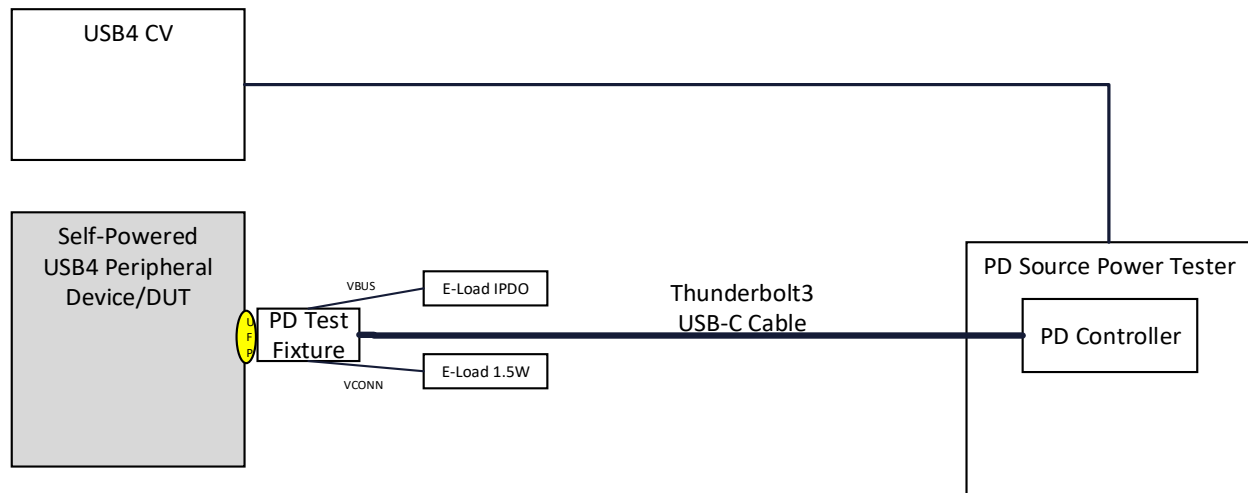 USB4 CV
Self-Powered
USB4 Peripheral
Device/DUT
U
F
P
PD Test
Fixture
VBUS
E-Load IPDO
VCONN
E-Load 1.5W
Thunderbolt3
USB-C Cable
PD Source Power Tester
PD Controller